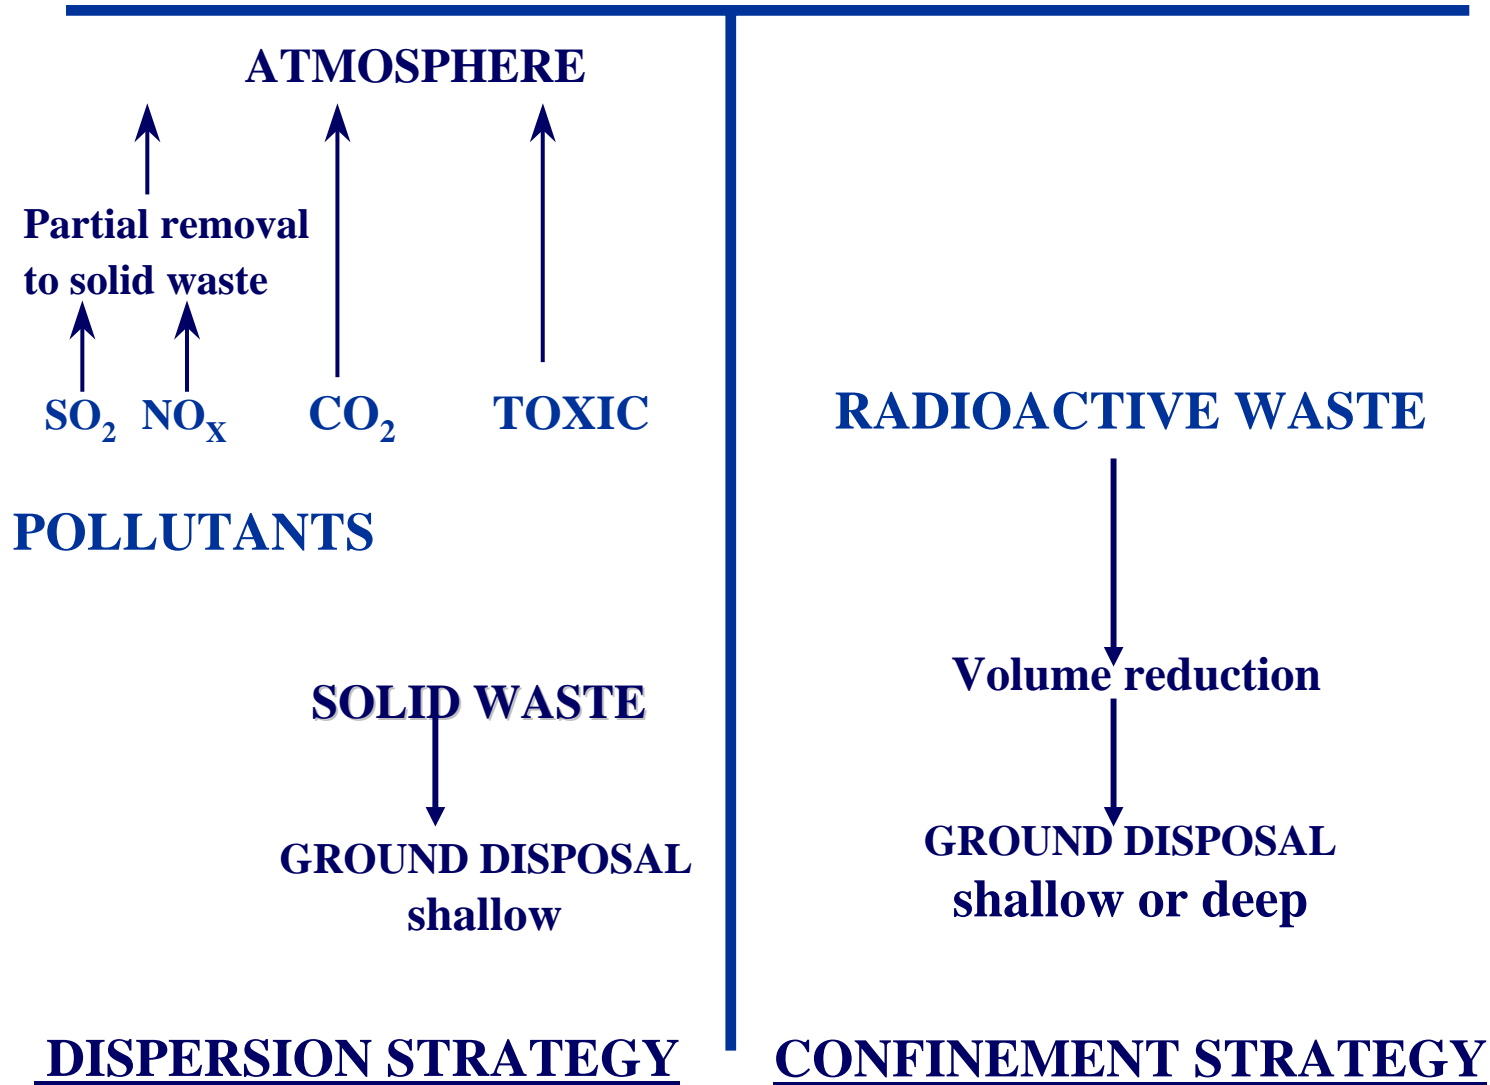 ATMOSPHERE
Partial removal
to solid waste
SO2 NOX CO2 TOXIC
POLLUTANTS
SOLID WASTE
GROUND DISPOSAL
shallow
DISPERSION STRATEGY
RADIOACTIVE WASTE
Volume reduction
GROUND DISPOSAL
shallow or deep
CONFINEMENT STRATEGY